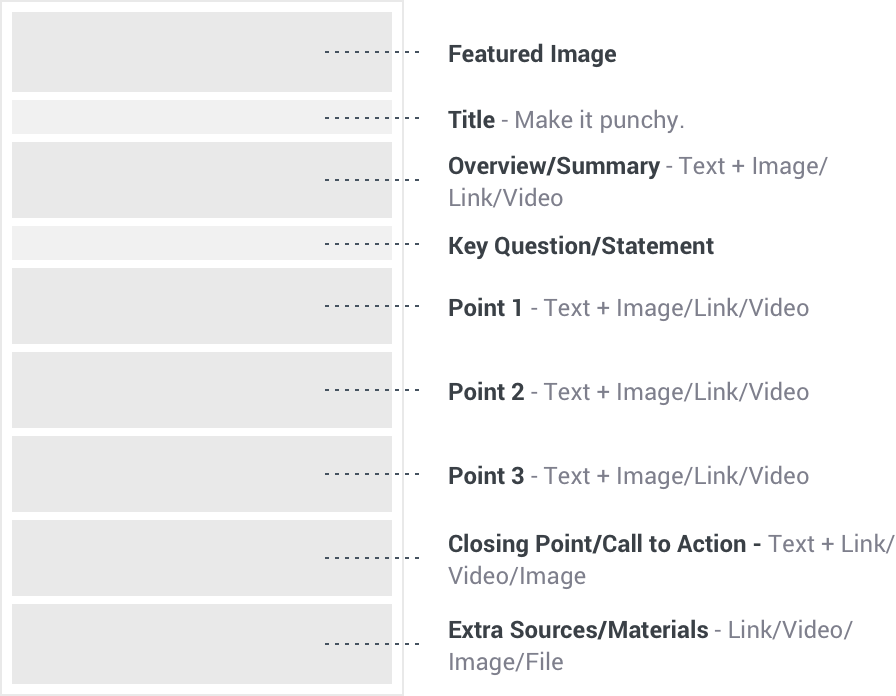 Featured Image
Title - Make it punchy.
Overview/Summary - Text + Image/
Link/Video
Key Question/Statement
Point 1 - Text + Image/Link/Video
Point 2 - Text + Image/Link/Video
Point 3 - Text + Image/Link/Video
Closing Point/Call to Action - Text + Link/
Video/Image
Extra Sources/Materials - Link/Video/
Image/File